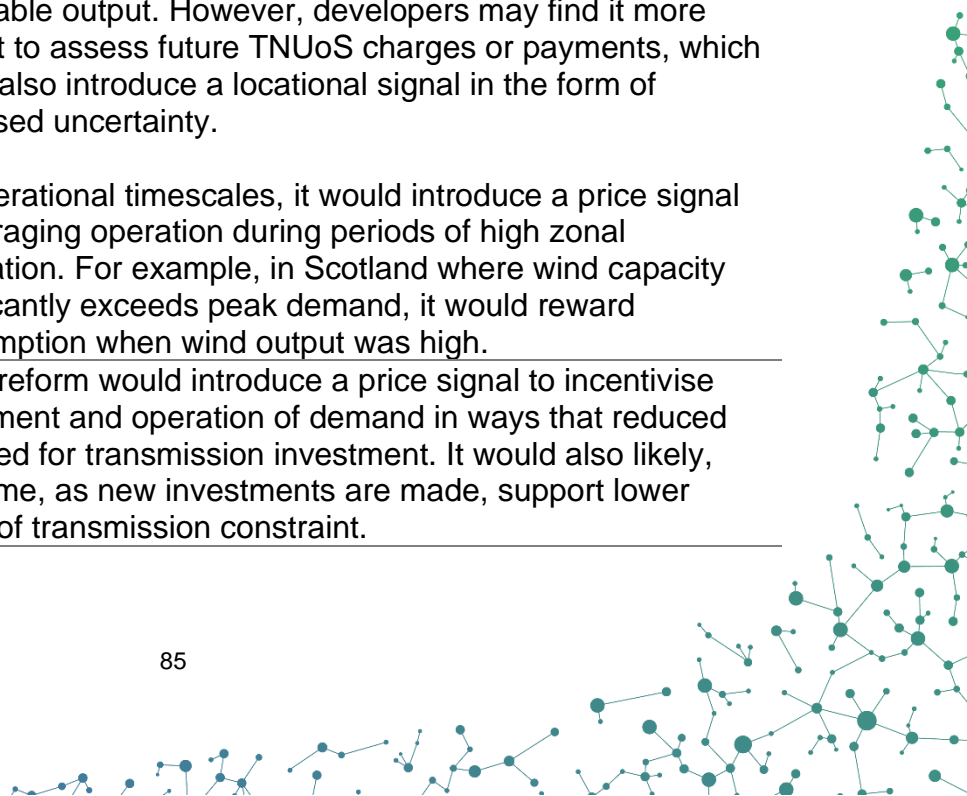 able output. However, developers may find it more
t to assess future TNUoS charges or payments, which
also introduce a locational signal in the form of
sed uncertainty.
erational timescales, it would introduce a price signal
raging operation during periods of high zonal
ation. For example, in Scotland where wind capacity
cantly exceeds peak demand, it would reward
mption when wind output was high.
reform would introduce a price signal to incentivise
ment and operation of demand in ways that reduced
ed for transmission investment. It would also likely,
me, as new investments are made, support lower
of transmission constraint.
85